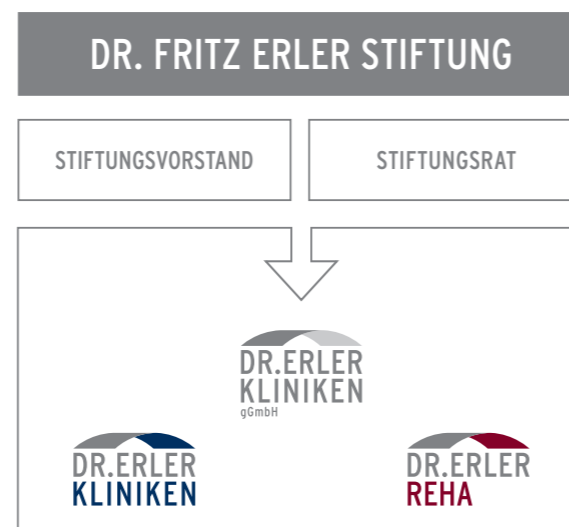 DR. FRITZ ERLER STIFTUNG
STIFTUNGSVORSTAND
STIFTUNGSRAT
DR.ERLER
KLINIKEN
gGmbH
DR.ERLER
KLINIKEN
DR.ERLER
REHA